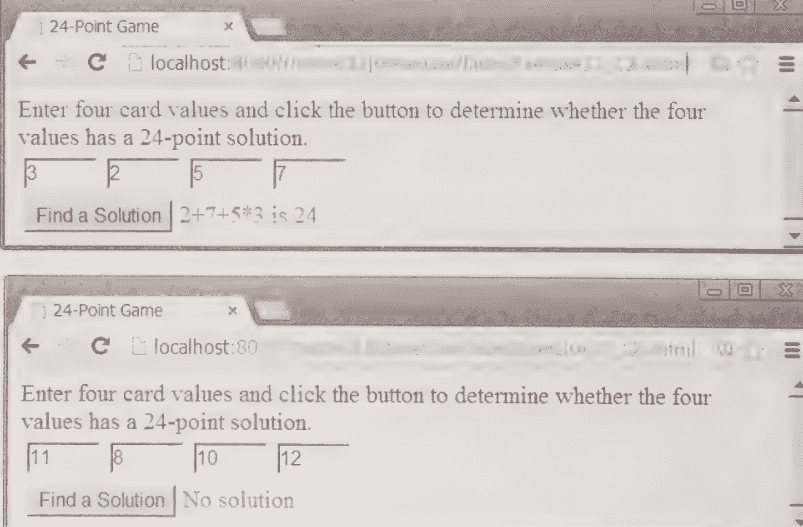 24-Point Game ×
localhost:
Enter four card values and click the button to determine whether the four
values has a 24-point solution.
3 2 5 7
Find a Solution 2+7+5*3 is 24
24-Point Game ×
localhost:80
Enter four card values and click the button to determine whether the four
values has a 24-point solution.
11 8 10 12
Find a Solution No solution